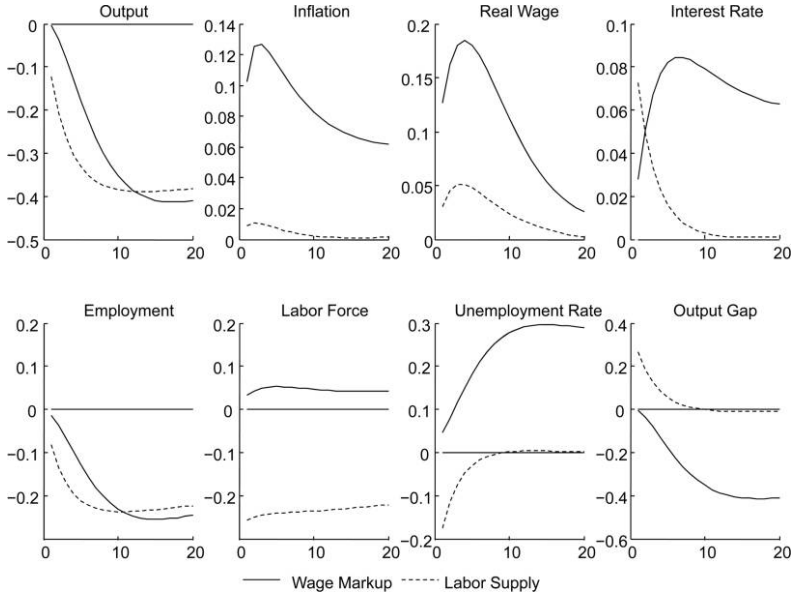 Output Inflation Real Wage Interest Rate
0 0.14 0.2 0.1
−0.1 0.12 0.08
0.1 0.15
−0.2 0.08 0.06
0.1
−0.3 0.06 0.04
0.04 0.05
−0.4 0.02
0.02
−0.5 0 0 0
0 10 20 0 10 20 0 10 20 0 10 20
Employment Labor Force Unemployment Rate Output Gap
0.2 0.2 0.3 0.4
0.1 0.1 0.2 0.2
0.1
0 0 0
0
−0.1 −0.1 −0.2
−0.1
−0.2 −0.2 −0.4
−0.2 −0.6
0 10 20 0 10 20 0 10 20 0 10 20
Wage Markup Labor Supply